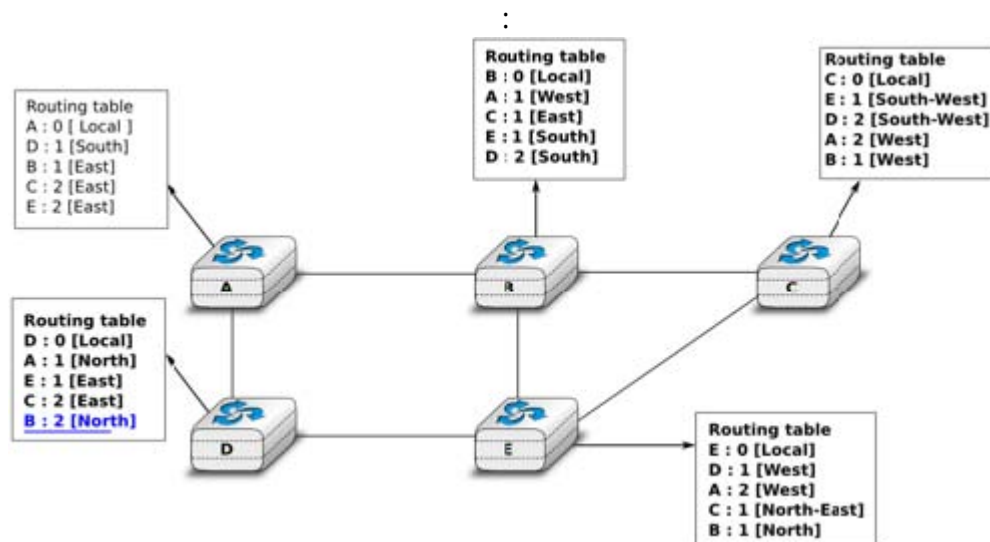 :
Routing table
B : 0 [Local]
A : 1 [West]
C : 1 [East]
E : 1 [South]
D : 2 [South]
Routing table
C : 0 [Local]
E : 1 [South-West]
D : 2 [South-West]
A : 2 [West]
B : 1 [West]
Routing table
A : 0 [ Local ]
D : 1 [South]
B : 1 [East]
C : 2 [East]
E : 2 [East]
A
B
C
Routing table
D : 0 [Local]
A : 1 [North]
E : 1 [East]
C : 2 [East]
B : 2 [North]
D
E
Routing table
E : 0 [Local]
D : 1 [West]
A : 2 [West]
C : 1 [North-East]
B : 1 [North]